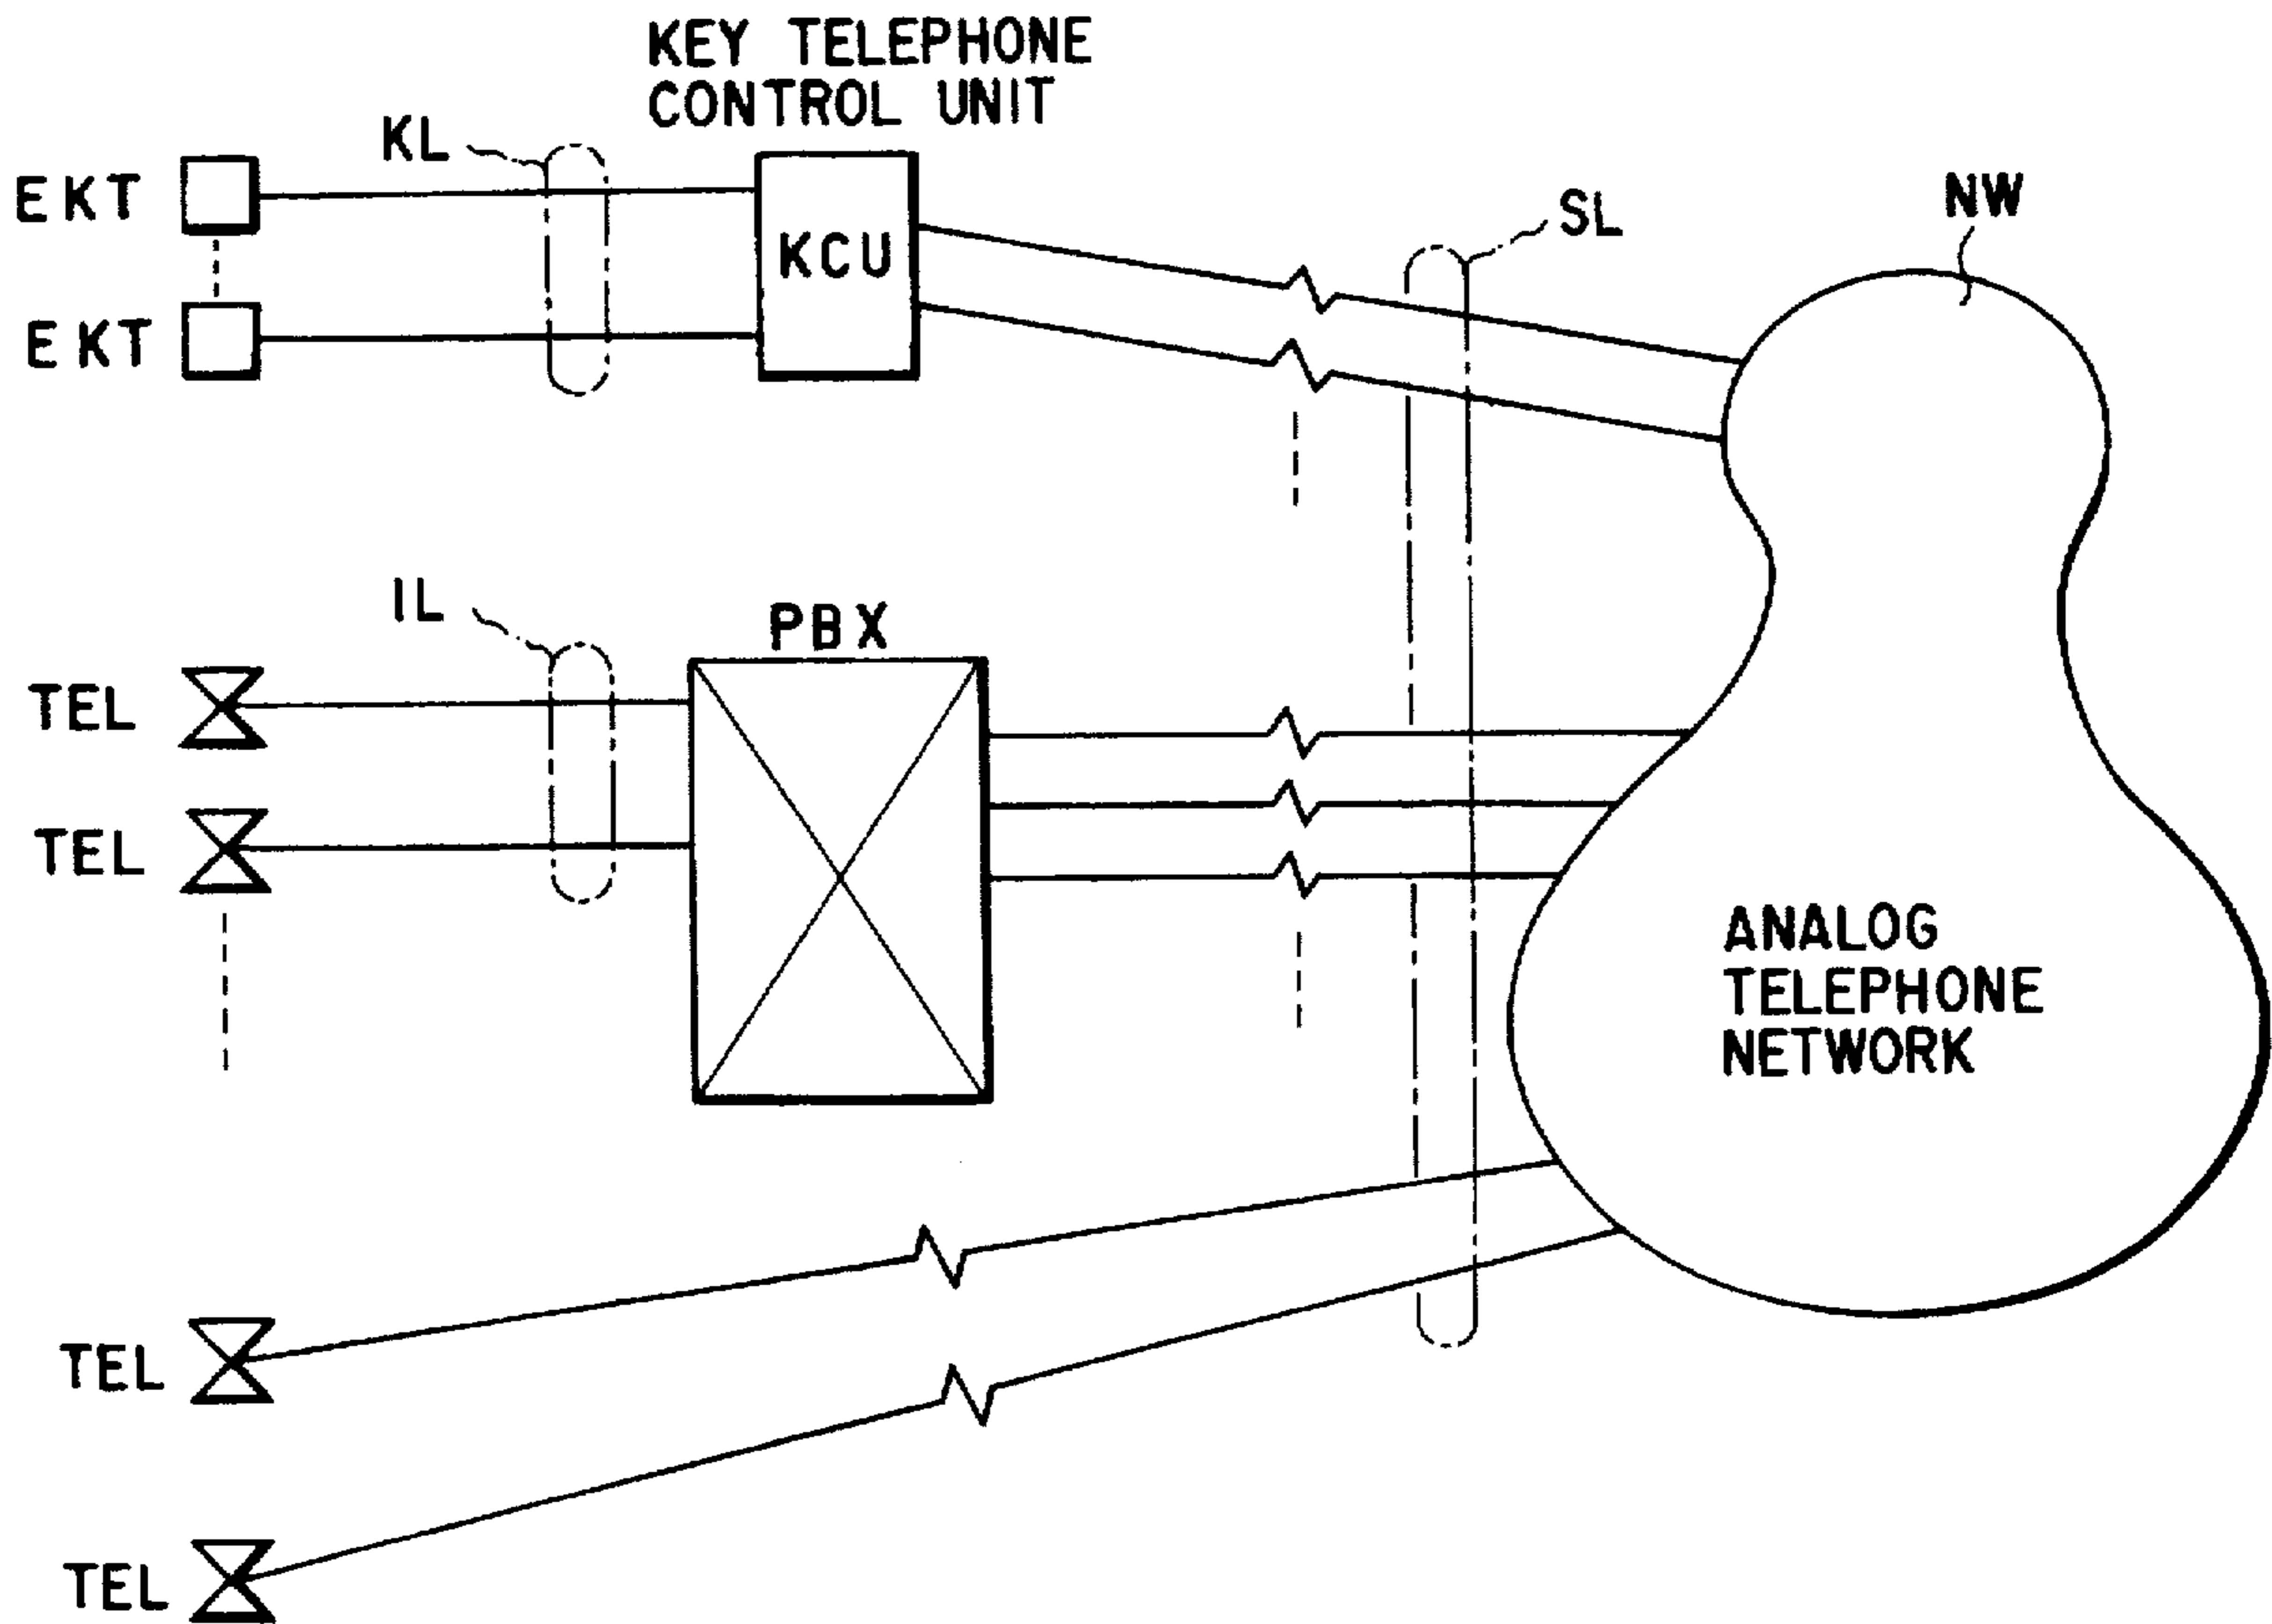 KEY TELEPHONE
CONTROL UNIT
KL
EKT
KCU
SL
NW
EKT
IL
PBX
TEL
TEL
ANALOG
TELEPHONE
NETWORK
TEL
TEL